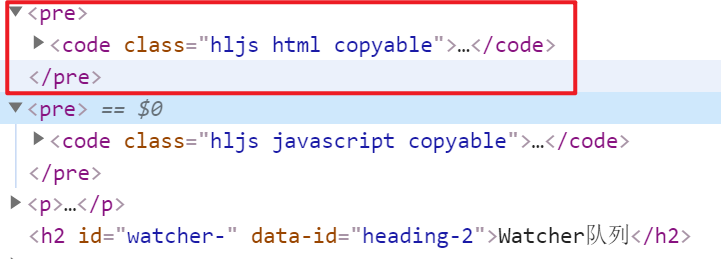 ▼<pre>
▶<code class="hljs html copyable">…</code>
</pre>
▼<pre> == $0
▶<code class="hljs javascript copyable">…</code>
</pre>
▶<p>…</p>
<h2 id="watcher-" data-id="heading-2">Watcher队列</h2>